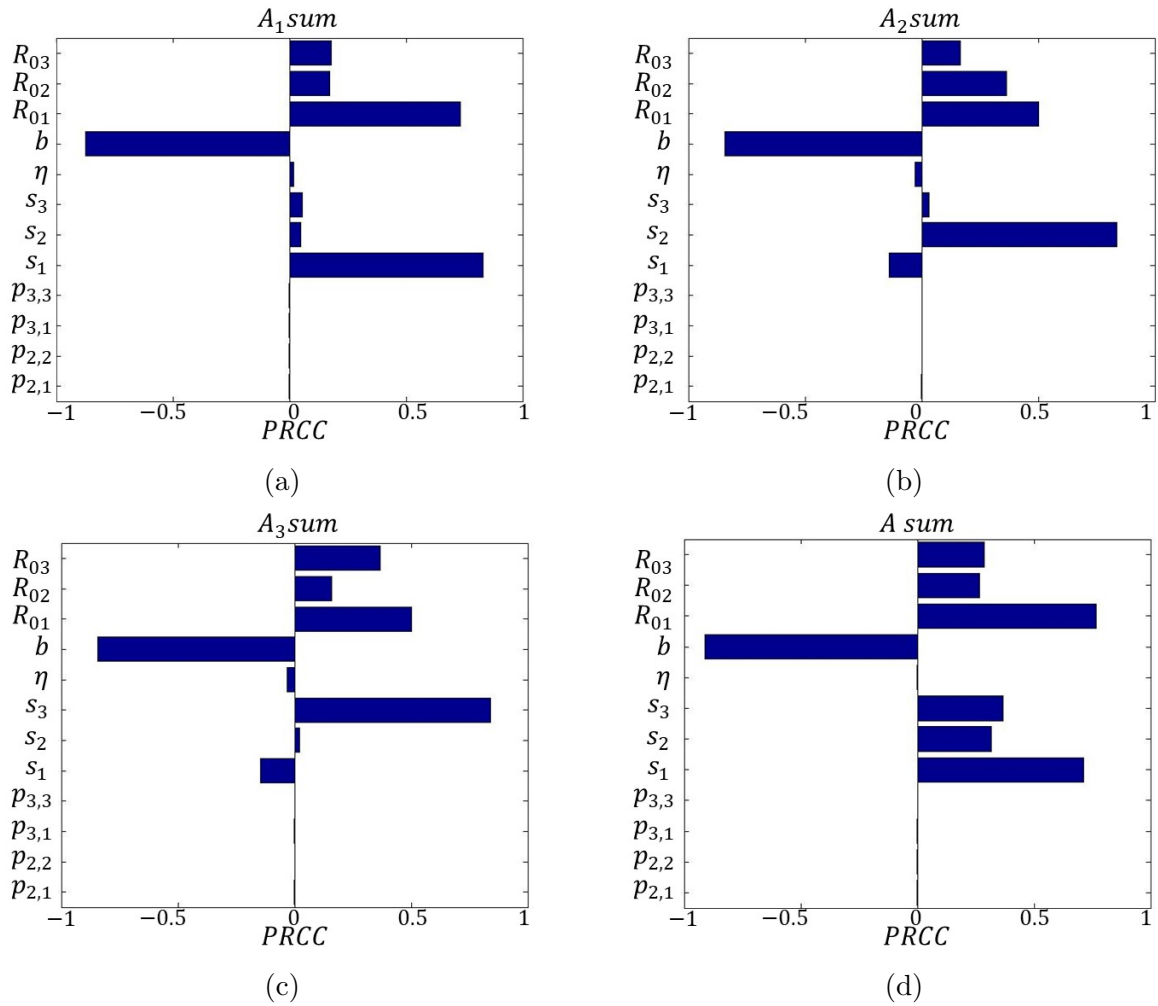 A₁sum
R₀₃
R₀₂
R₀₁
b
η
s₃
s₂
s₁
p₃,₃
p₃,₁
p₂,₂
p₂,₁
−1 −0.5 0 0.5 1
PRCC
(a)
A₂sum
R₀₃
R₀₂
R₀₁
b
η
s₃
s₂
s₁
p₃,₃
p₃,₁
p₂,₂
p₂,₁
−1 −0.5 0 0.5 1
PRCC
(b)
A₃sum
R₀₃
R₀₂
R₀₁
b
η
s₃
s₂
s₁
p₃,₃
p₃,₁
p₂,₂
p₂,₁
−1 −0.5 0 0.5 1
PRCC
(c)
A sum
R₀₃
R₀₂
R₀₁
b
η
s₃
s₂
s₁
p₃,₃
p₃,₁
p₂,₂
p₂,₁
−1 −0.5 0 0.5 1
PRCC
(d)